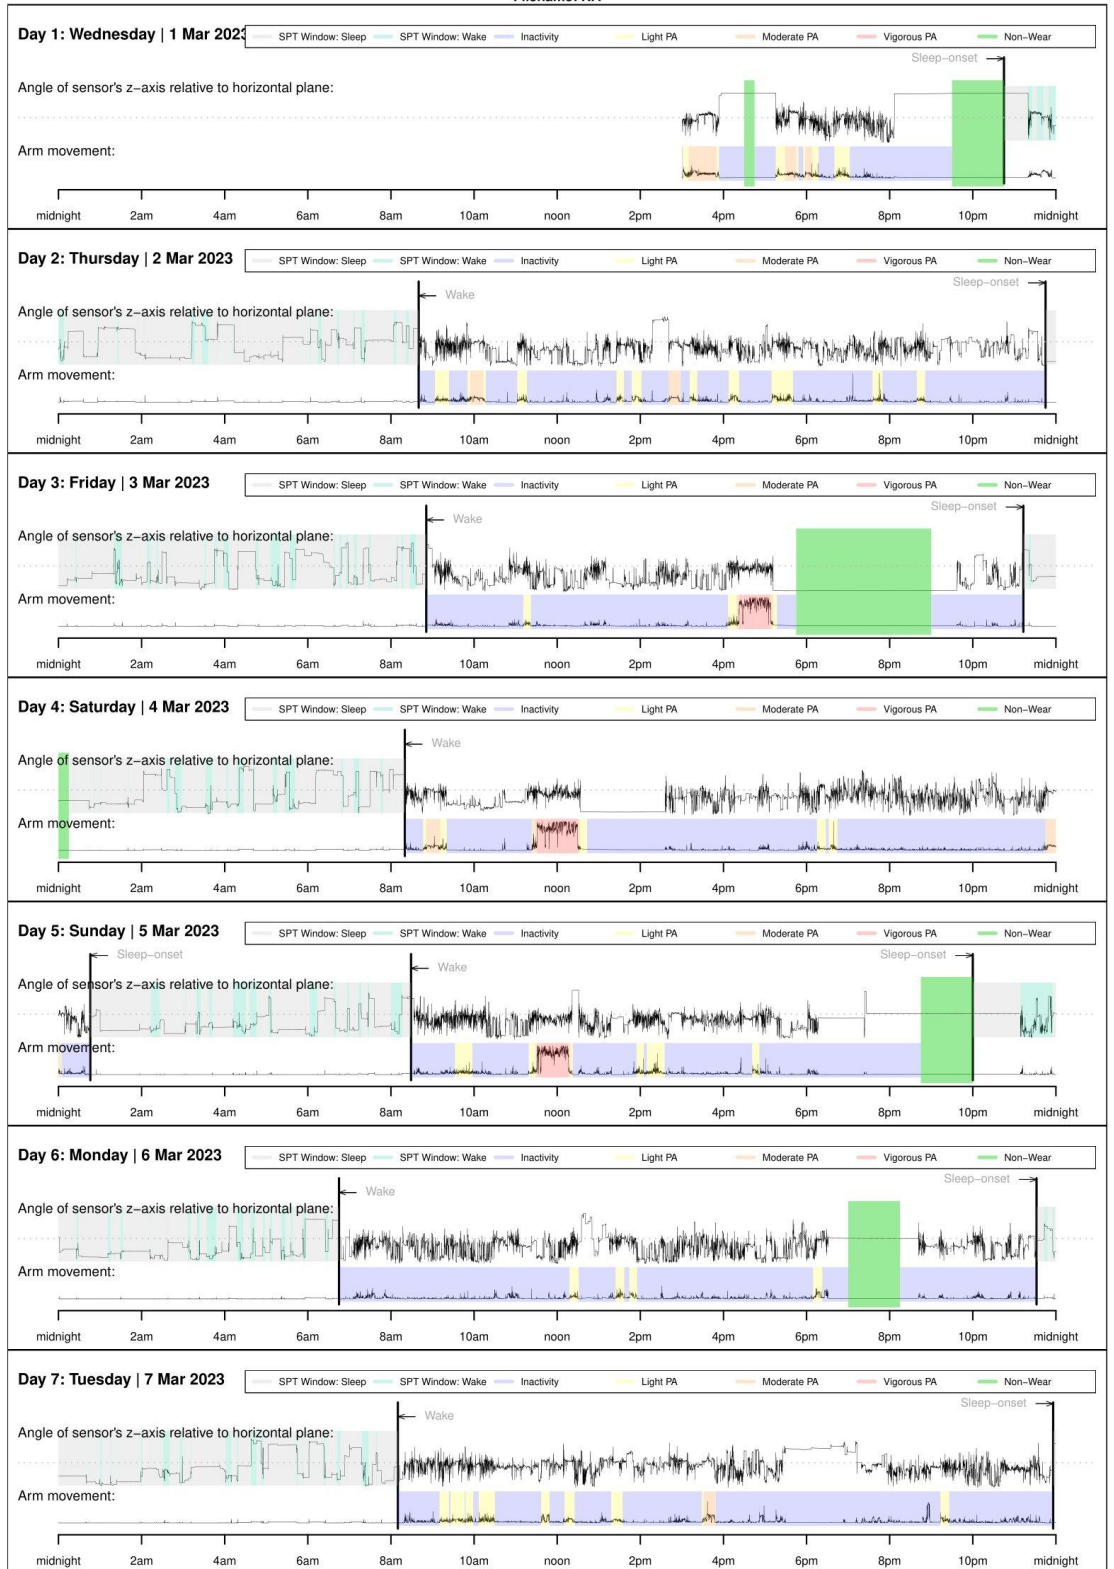 Day 1: Wednesday | 1 Mar 2023
SPT Window: Sleep SPT Window: Wake Inactivity Light PA Moderate PA Vigorous PA Non−Wear
Sleep−onset
Angle of sensor's z−axis relative to horizontal plane:
Arm movement:
midnight 2am 4am 6am 8am 10am noon 2pm 4pm 6pm 8pm 10pm midnight
Day 2: Thursday | 2 Mar 2023
SPT Window: Sleep SPT Window: Wake Inactivity Light PA Moderate PA Vigorous PA Non−Wear
Wake Sleep−onset
Angle of sensor's z−axis relative to horizontal plane:
Arm movement:
midnight 2am 4am 6am 8am 10am noon 2pm 4pm 6pm 8pm 10pm midnight
Day 3: Friday | 3 Mar 2023
SPT Window: Sleep SPT Window: Wake Inactivity Light PA Moderate PA Vigorous PA Non−Wear
Wake Sleep−onset
Angle of sensor's z−axis relative to horizontal plane:
Arm movement:
midnight 2am 4am 6am 8am 10am noon 2pm 4pm 6pm 8pm 10pm midnight
Day 4: Saturday | 4 Mar 2023
SPT Window: Sleep SPT Window: Wake Inactivity Light PA Moderate PA Vigorous PA Non−Wear
Wake
Angle of sensor's z−axis relative to horizontal plane:
Arm movement:
midnight 2am 4am 6am 8am 10am noon 2pm 4pm 6pm 8pm 10pm midnight
Day 5: Sunday | 5 Mar 2023
SPT Window: Sleep SPT Window: Wake Inactivity Light PA Moderate PA Vigorous PA Non−Wear
Sleep−onset Wake Sleep−onset
Angle of sensor's z−axis relative to horizontal plane:
Arm movement:
midnight 2am 4am 6am 8am 10am noon 2pm 4pm 6pm 8pm 10pm midnight
Day 6: Monday | 6 Mar 2023
SPT Window: Sleep SPT Window: Wake Inactivity Light PA Moderate PA Vigorous PA Non−Wear
Wake Sleep−onset
Angle of sensor's z−axis relative to horizontal plane:
Arm movement:
midnight 2am 4am 6am 8am 10am noon 2pm 4pm 6pm 8pm 10pm midnight
Day 7: Tuesday | 7 Mar 2023
SPT Window: Sleep SPT Window: Wake Inactivity Light PA Moderate PA Vigorous PA Non−Wear
Wake Sleep−onset
Angle of sensor's z−axis relative to horizontal plane:
Arm movement:
midnight 2am 4am 6am 8am 10am noon 2pm 4pm 6pm 8pm 10pm midnight